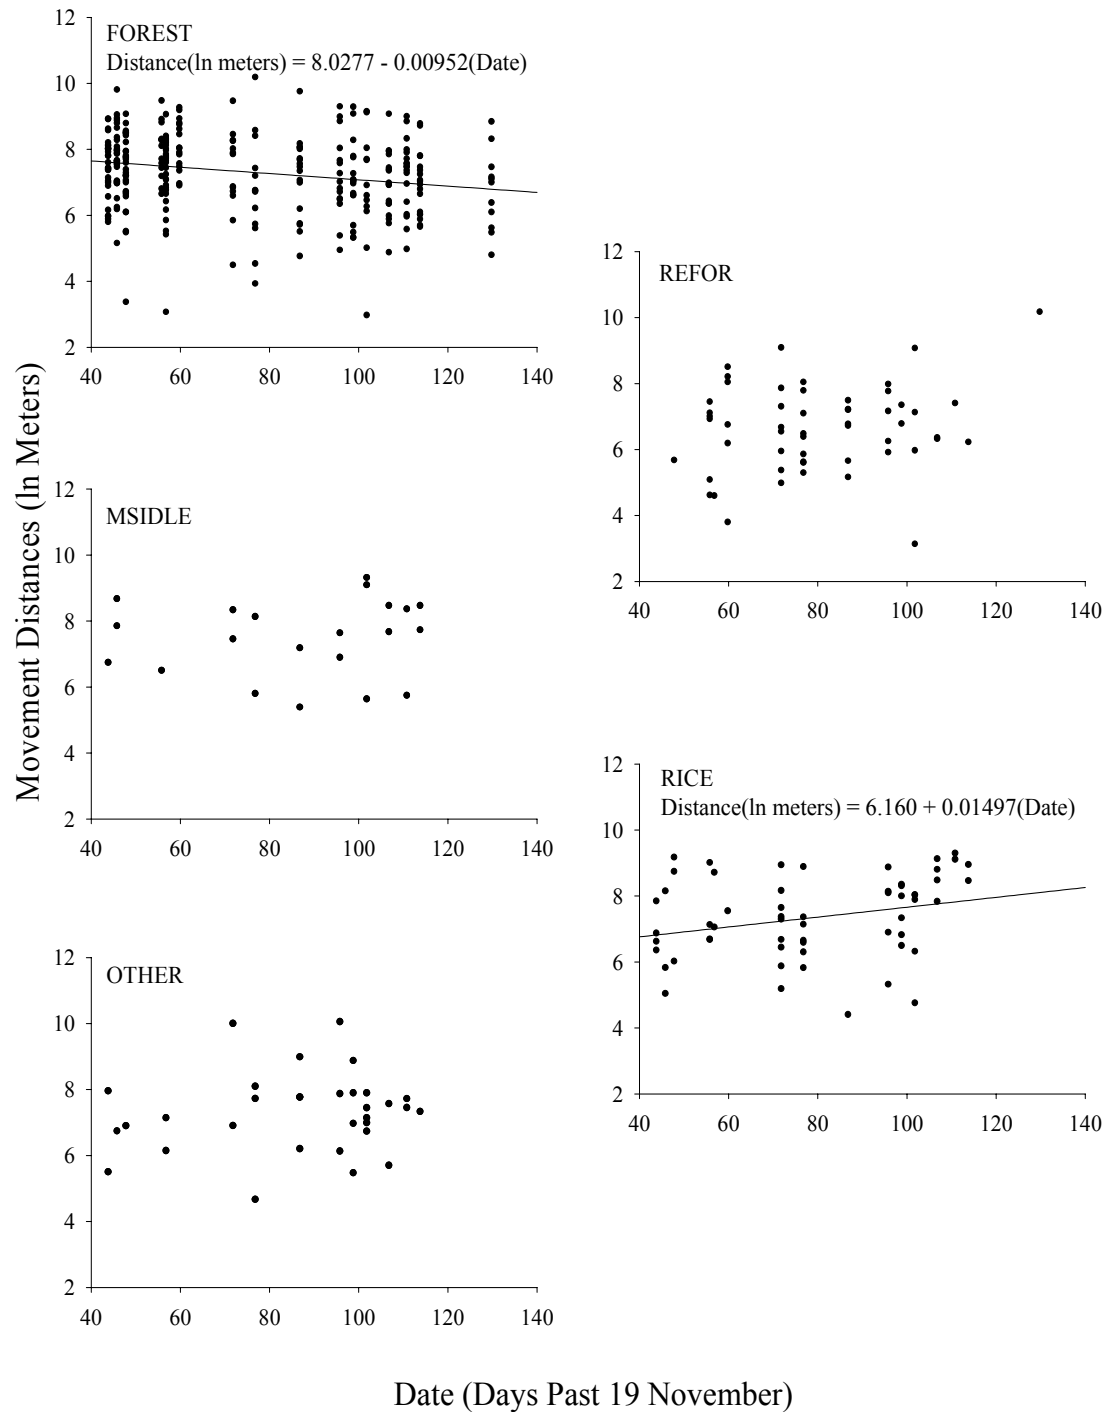 Movement Distances (ln Meters)
FOREST
Distance(ln meters) = 8.0277 - 0.00952(Date)
12
10
8
6
4
2
40 60 80 100 120 140
REFOR
12
10
8
6
4
2
40 60 80 100 120 140
MSIDLE
12
10
8
6
4
2
40 60 80 100 120 140
RICE
Distance(ln meters) = 6.160 + 0.01497(Date)
12
10
8
6
4
2
40 60 80 100 120 140
OTHER
12
10
8
6
4
2
40 60 80 100 120 140
Date (Days Past 19 November)